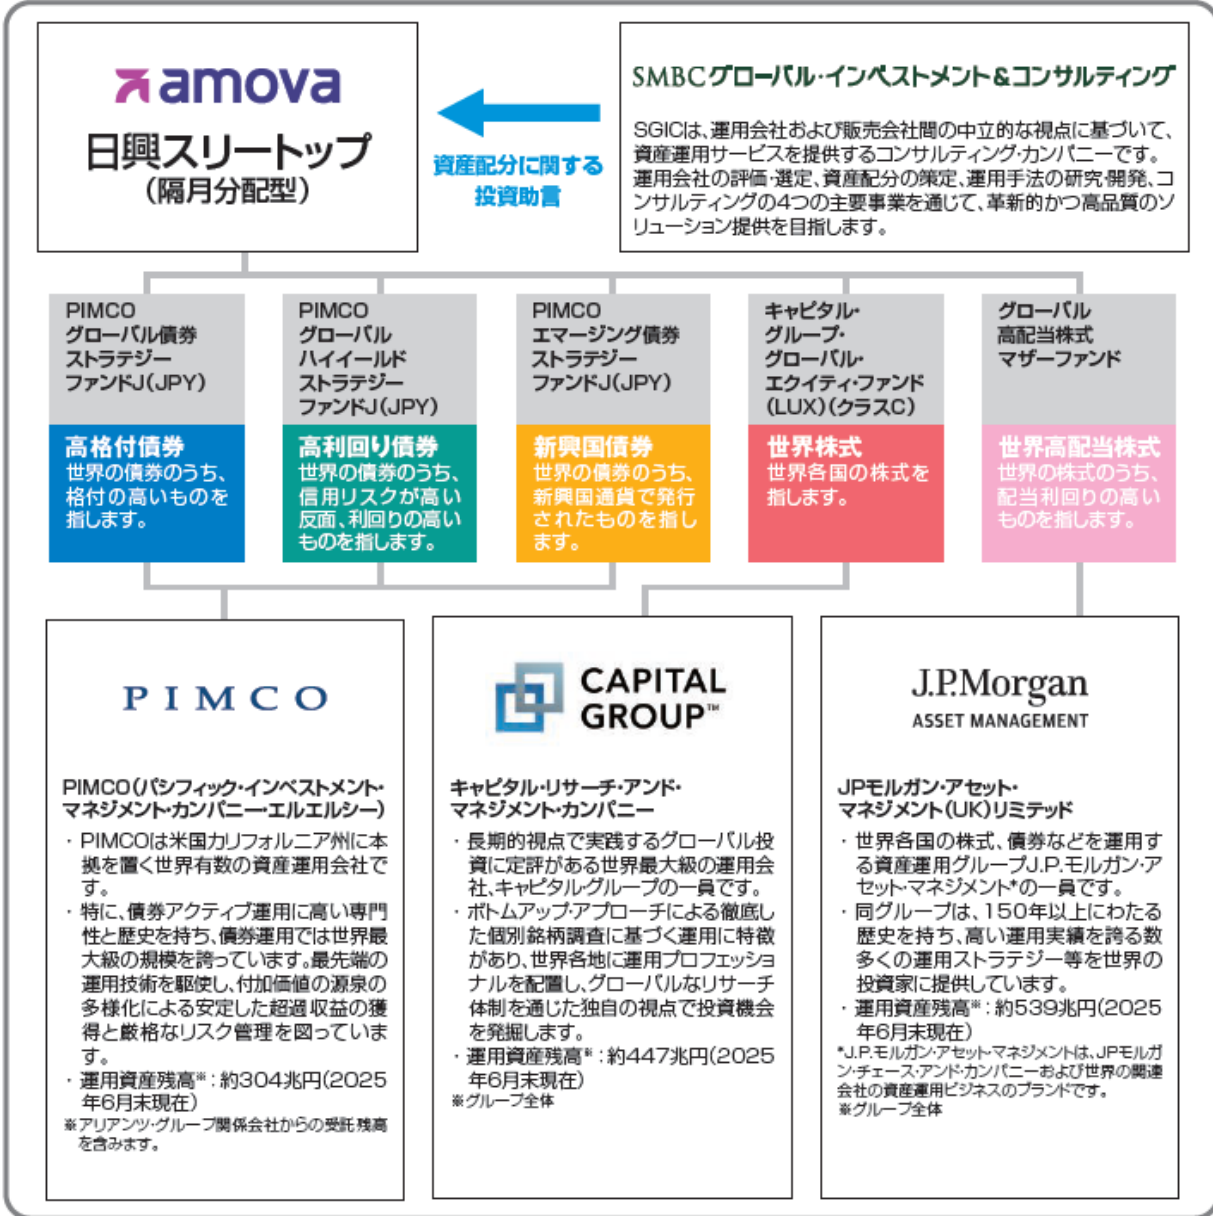 amova
日興スリートップ
(隔月分配型)
資産配分に関する
投資助言
SMBCグローバル・インベストメント&コンサルティング
SGICは、運用会社および販売会社間の中立的な視点に基づいて、
資産運用サービスを提供するコンサルティング・カンパニーです。
運用会社の評価・選定、資産配分の策定、運用手法の研究・開発、コ
ンサルティングの4つの主要事業を通じて、革新的かつ高品質のソ
リューション提供を目指します。
PIMCO
グローバル債券
ストラテジー
ファンドJ(JPY)
高格付債券
世界の債券のうち、
格付の高いものを
指します。
PIMCO
グローバル
ハイイールド
ストラテジー
ファンドJ(JPY)
高利回り債券
世界の債券のうち、
信用リスクが高い
反面、利回りの高い
ものを指します。
PIMCO
エマージング債券
ストラテジー
ファンドJ(JPY)
新興国債券
世界の債券のうち、
新興国通貨で発行
されたものを指し
ます。
キャピタル・
グループ・
グローバル・
エクイティ・ファンド
(LUX)(クラスC)
世界株式
世界各国の株式を
指します。
グローバル
高配当株式
マザーファンド
世界高配当株式
世界の株式のうち、
配当利回りの高い
ものを指します。
PIMCO
PIMCO(パシフィック・インベストメント・
マネジメント・カンパニー・エルエルシー)
・PIMCOは米国カリフォルニア州に本
拠を置く世界有数の資産運用会社で
す。
・特に、債券アクティブ運用に高い専門
性と歴史を持ち、債券運用では世界最
大級の規模を誇っています。最先端の
運用技術を駆使し、付加価値の源泉の
多様化による安定した超過収益の獲
得と厳格なリスク管理を図っていま
す。
・運用資産残高※:約304兆円(2025
年6月末現在)
※アリアンツ・グループ関係会社からの受託残高
を含みます。
CAPITAL
GROUP™
キャピタル・リサーチ・アンド・
マネジメント・カンパニー
・長期的視点で実践するグローバル投
資に定評がある世界最大級の運用会
社、キャピタルグループの一員です。
・ボトムアップ・アプローチによる徹底し
た個別銘柄調査に基づく運用に特徴
があり、世界各地に運用プロフェッショ
ナルを配置し、グローバルなリサーチ
体制を通じた独自の視点で投資機会
を発掘します。
・運用資産残高※:約447兆円(2025
年6月末現在)
※グループ全体
J.P.Morgan
ASSET MANAGEMENT
JPモルガン・アセット・
マネジメント(UK)リミテッド
・世界各国の株式、債券などを運用す
る資産運用グループJ.P.モルガン・ア
セット・マネジメント*の一員です。
・同グループは、150年以上にわたる
歴史を持ち、高い運用実績を誇る数
多くの運用ストラテジー等を世界の
投資家に提供しています。
・運用資産残高※:約539兆円(2025
年6月末現在)
*J.P.モルガン・アセット・マネジメントは、JPモルガ
ン・チェース・アンド・カンパニーおよび世界の関連
会社の資産運用ビジネスのブランドです。
※グループ全体